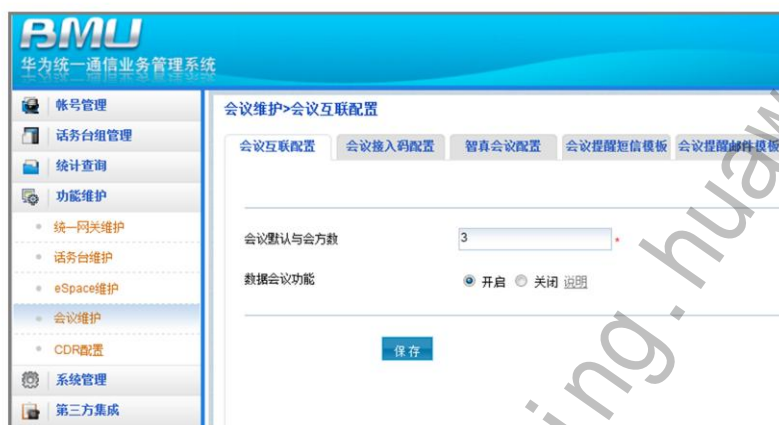 BMU
华为统一通信业务管理系统
帐号管理
话务台组管理
统计查询
功能维护
统一网关维护
话务台维护
eSpace维护
会议维护
CDR配置
系统管理
第三方集成
会议维护>会议互联配置
会议互联配置 会议接入码配置 智真会议配置 会议提醒短信模板 会议提醒邮件模板
会议默认与会方数 3 *
数据会议功能 开启 关闭 说明
保存
ing.huaw